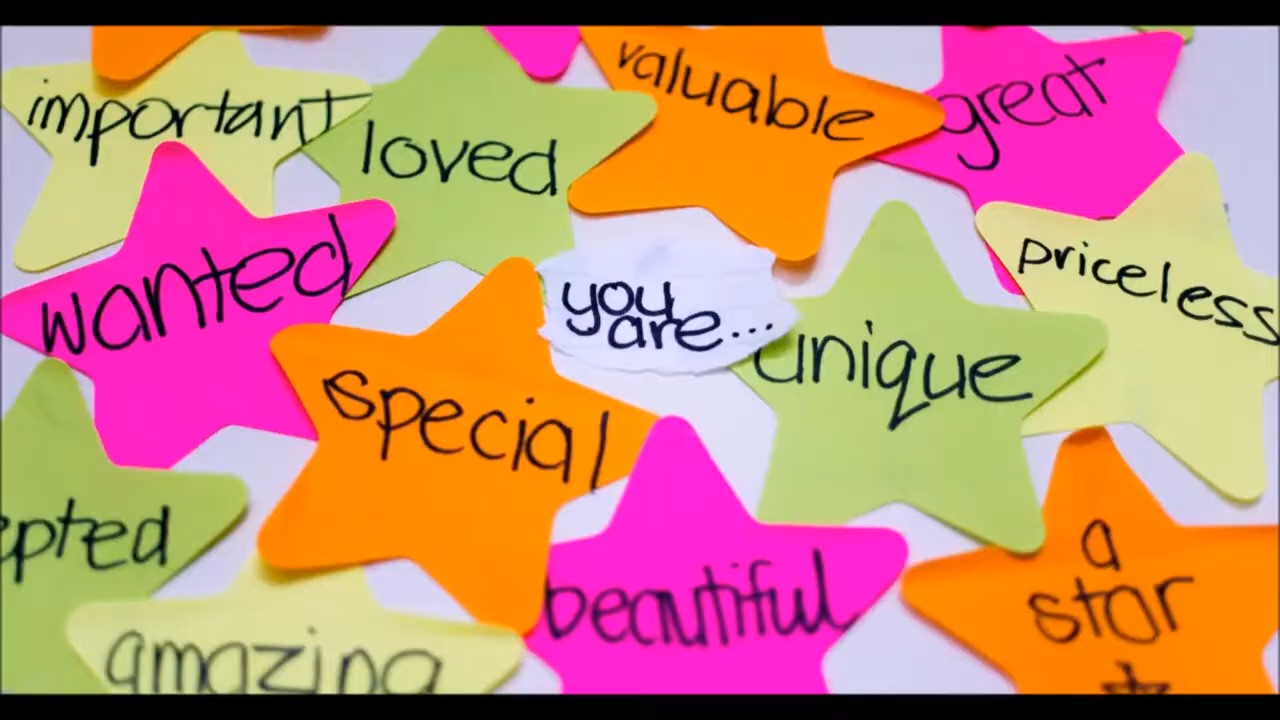 important
loved
valuable
great
wanted
you
are...
priceless
special
unique
epted
beautiful
a
star
amazing